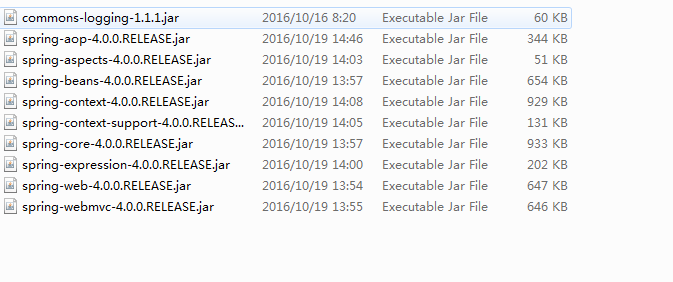 commons-logging-1.1.1.jar 2016/10/16 8:20 Executable Jar File 60 KB
spring-aop-4.0.0.RELEASE.jar 2016/10/19 14:46 Executable Jar File 344 KB
spring-aspects-4.0.0.RELEASE.jar 2016/10/19 14:03 Executable Jar File 51 KB
spring-beans-4.0.0.RELEASE.jar 2016/10/19 13:57 Executable Jar File 654 KB
spring-context-4.0.0.RELEASE.jar 2016/10/19 14:08 Executable Jar File 929 KB
spring-context-support-4.0.0.RELEAS... 2016/10/19 14:05 Executable Jar File 131 KB
spring-core-4.0.0.RELEASE.jar 2016/10/19 13:57 Executable Jar File 933 KB
spring-expression-4.0.0.RELEASE.jar 2016/10/19 14:00 Executable Jar File 202 KB
spring-web-4.0.0.RELEASE.jar 2016/10/19 13:54 Executable Jar File 647 KB
spring-webmvc-4.0.0.RELEASE.jar 2016/10/19 13:55 Executable Jar File 646 KB